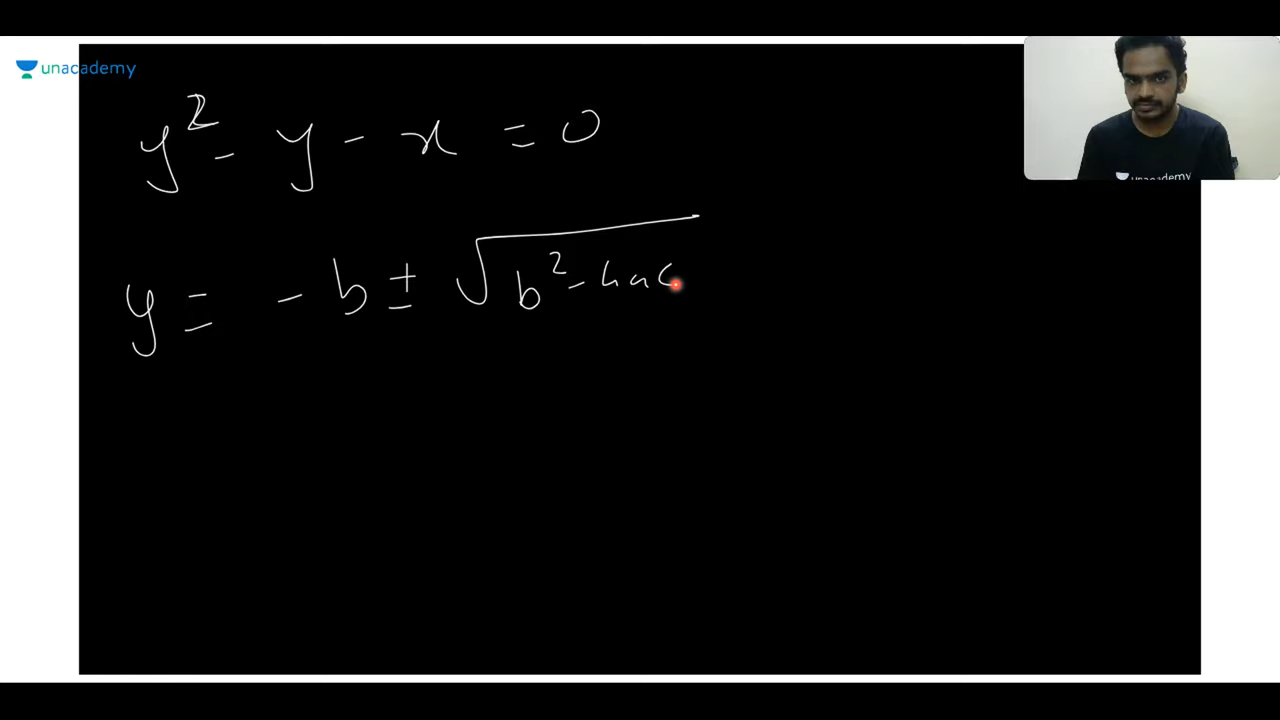 unacademy
y² - y - x = 0
unacademy
y = - b ± √b² - 4ac